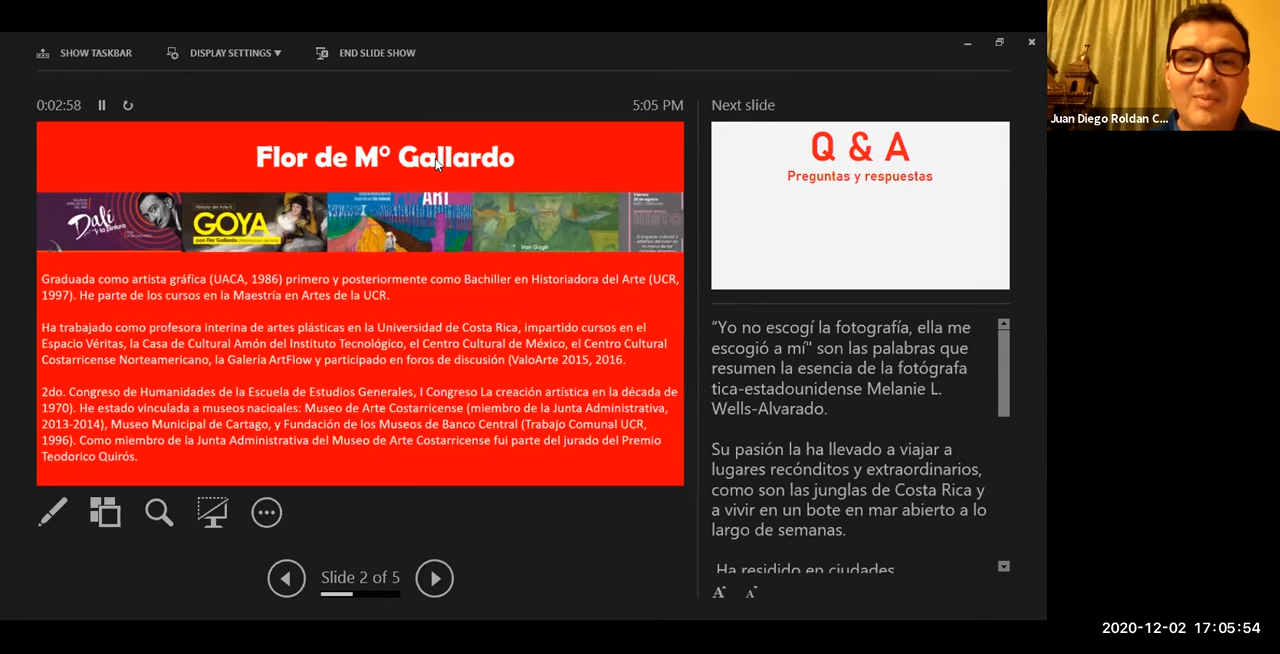 SHOW TASKBAR
DISPLAY SETTINGS ▼
END SLIDE SHOW
0:02:58
5:05 PM
Next slide
Flor de Mº Gallardo
Dalí
y la pintura
GOYA
con Flor Gallardo
POP ART
Van Gogh
Viernes
28 de agosto
HISTO
Graduada como artista gráfica (UACA, 1986) primero y posteriormente como Bachiller en Historiadora del Arte (UCR,
1997). He parte de los cursos en la Maestría en Artes de la UCR.
Ha trabajado como profesora interina de artes plásticas en la Universidad de Costa Rica, impartido cursos en el
Espacio Véritas, la Casa de Cultural Amón del Instituto Tecnológico, el Centro Cultural de México, el Centro Cultural
Costarricense Norteamericano, la Galería ArtFlow y participado en foros de discusión (ValoArte 2015, 2016.
2do. Congreso de Humanidades de la Escuela de Estudios Generales, I Congreso La creación artística en la década de
1970). He estado vinculada a museos nacioales: Museo de Arte Costarricense (miembro de la Junta Administrativa,
2013-2014), Museo Municipal de Cartago, y Fundación de los Museos de Banco Central (Trabajo Comunal UCR,
1996). Como miembro de la Junta Administrativa del Museo de Arte Costarricense fui parte del jurado del Premio
Teodorico Quirós.
Slide 2 of 5
Q & A
Preguntas y respuestas
"Yo no escogí la fotografía, ella me
escogió a mí" son las palabras que
resumen la esencia de la fotógrafa
tica-estadounidense Melanie L.
Wells-Alvarado.
Su pasión la ha llevado a viajar a
lugares recónditos y extraordinarios,
como son las junglas de Costa Rica y
a vivir en un bote en mar abierto a lo
largo de semanas.
Ha residido en ciudades
A A
Juan Diego Roldan C...
2020-12-02 17:05:54